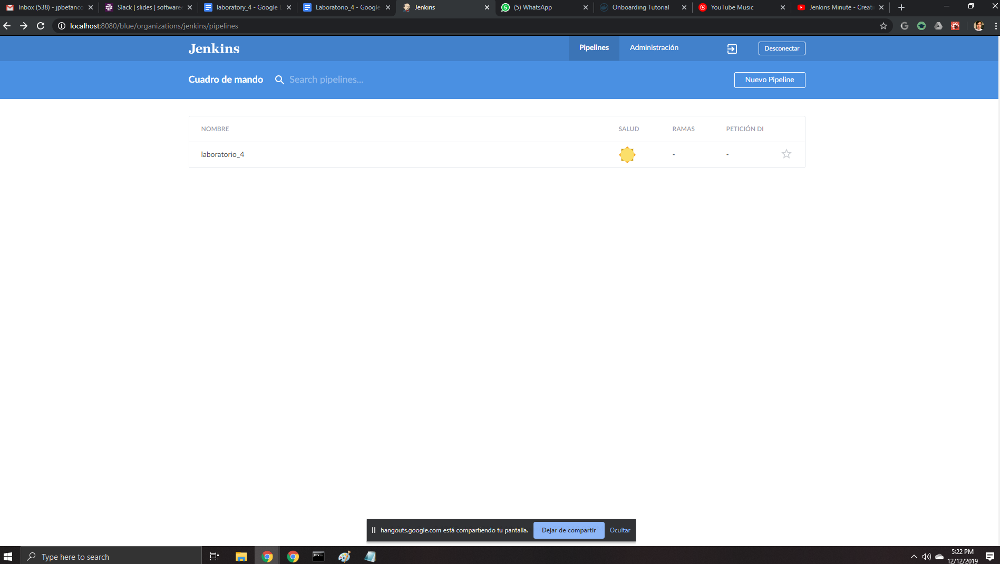 Inbox (538) - jpbetanco
Slack | slides | software
laboratory_4 - Google D
Laboratorio_4 - Google
Jenkins
(5) WhatsApp
Onboarding Tutorial
YouTube Music
Jenkins Minute - Creati
localhost:8080/blue/organizations/jenkins/pipelines
Jenkins
Pipelines
Administración
Desconectar
Cuadro de mando
Search pipelines...
Nuevo Pipeline
NOMBRE
SALUD
RAMAS
PETICIÓN DI
laboratorio_4
-
-
hangouts.google.com está compartiendo tu pantalla.
Dejar de compartir
Ocultar
Type here to search
5:22 PM
12/12/2019